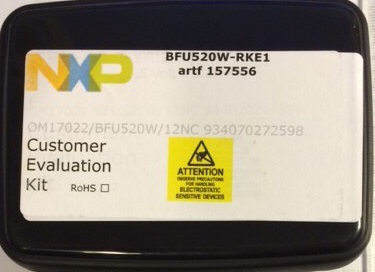 BFU520W-RKE1
NXP
artf 157556
OM17022/BFU520W/12NC 934070272598
Customer
Evaluation
Kit RoHS
ATTENTION
OBSERVE PRECAUTIONS
FOR HANDLING
ELECTROSTATIC
SENSITIVE DEVICES